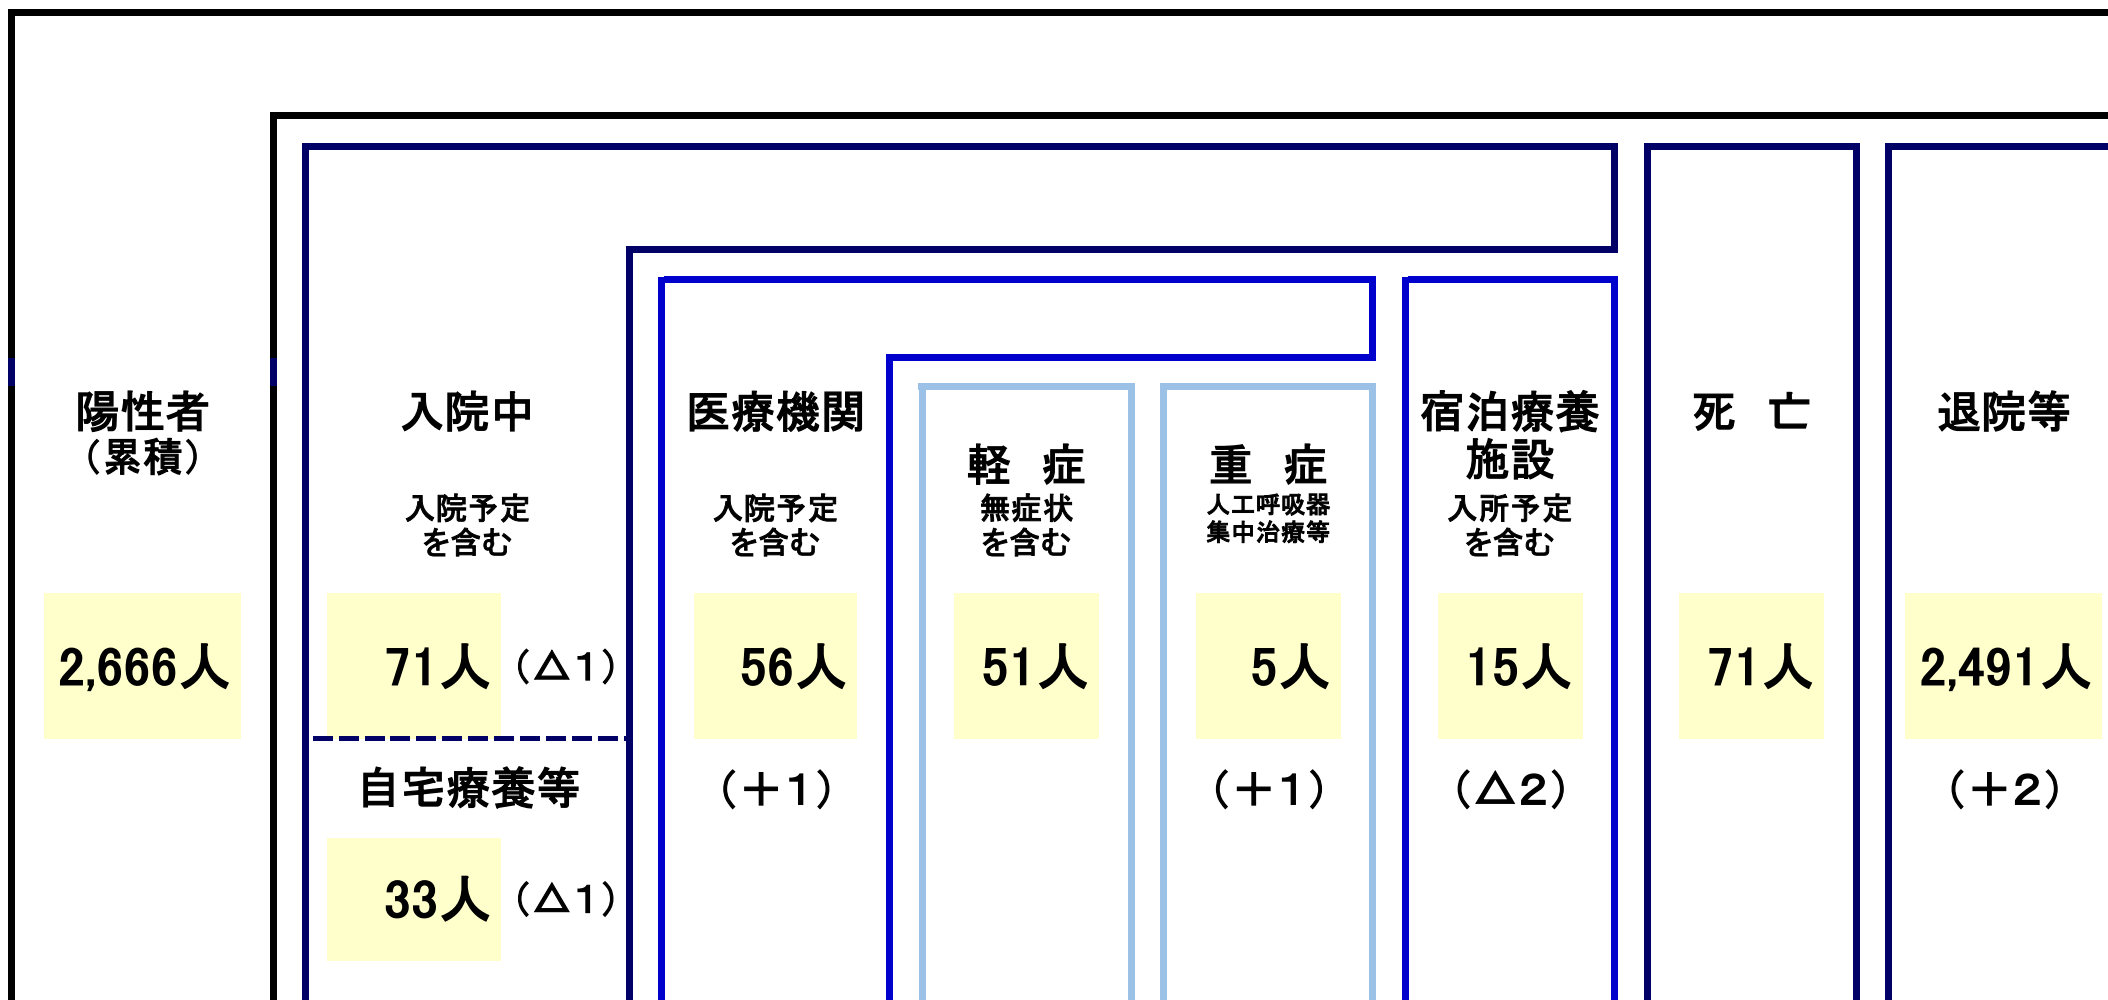 陽性者
（累積）
2,666人
入院中
入院予定
を含む
71人（△1）
自宅療養等
33人（△1）
医療機関
入院予定
を含む
56人
（＋1）
軽　症
無症状
を含む
51人
重　症
人工呼吸器
集中治療等
5人
（＋1）
宿泊療養
施設
入所予定
を含む
15人
（△2）
死　亡
71人
退院等
2,491人
（＋2）